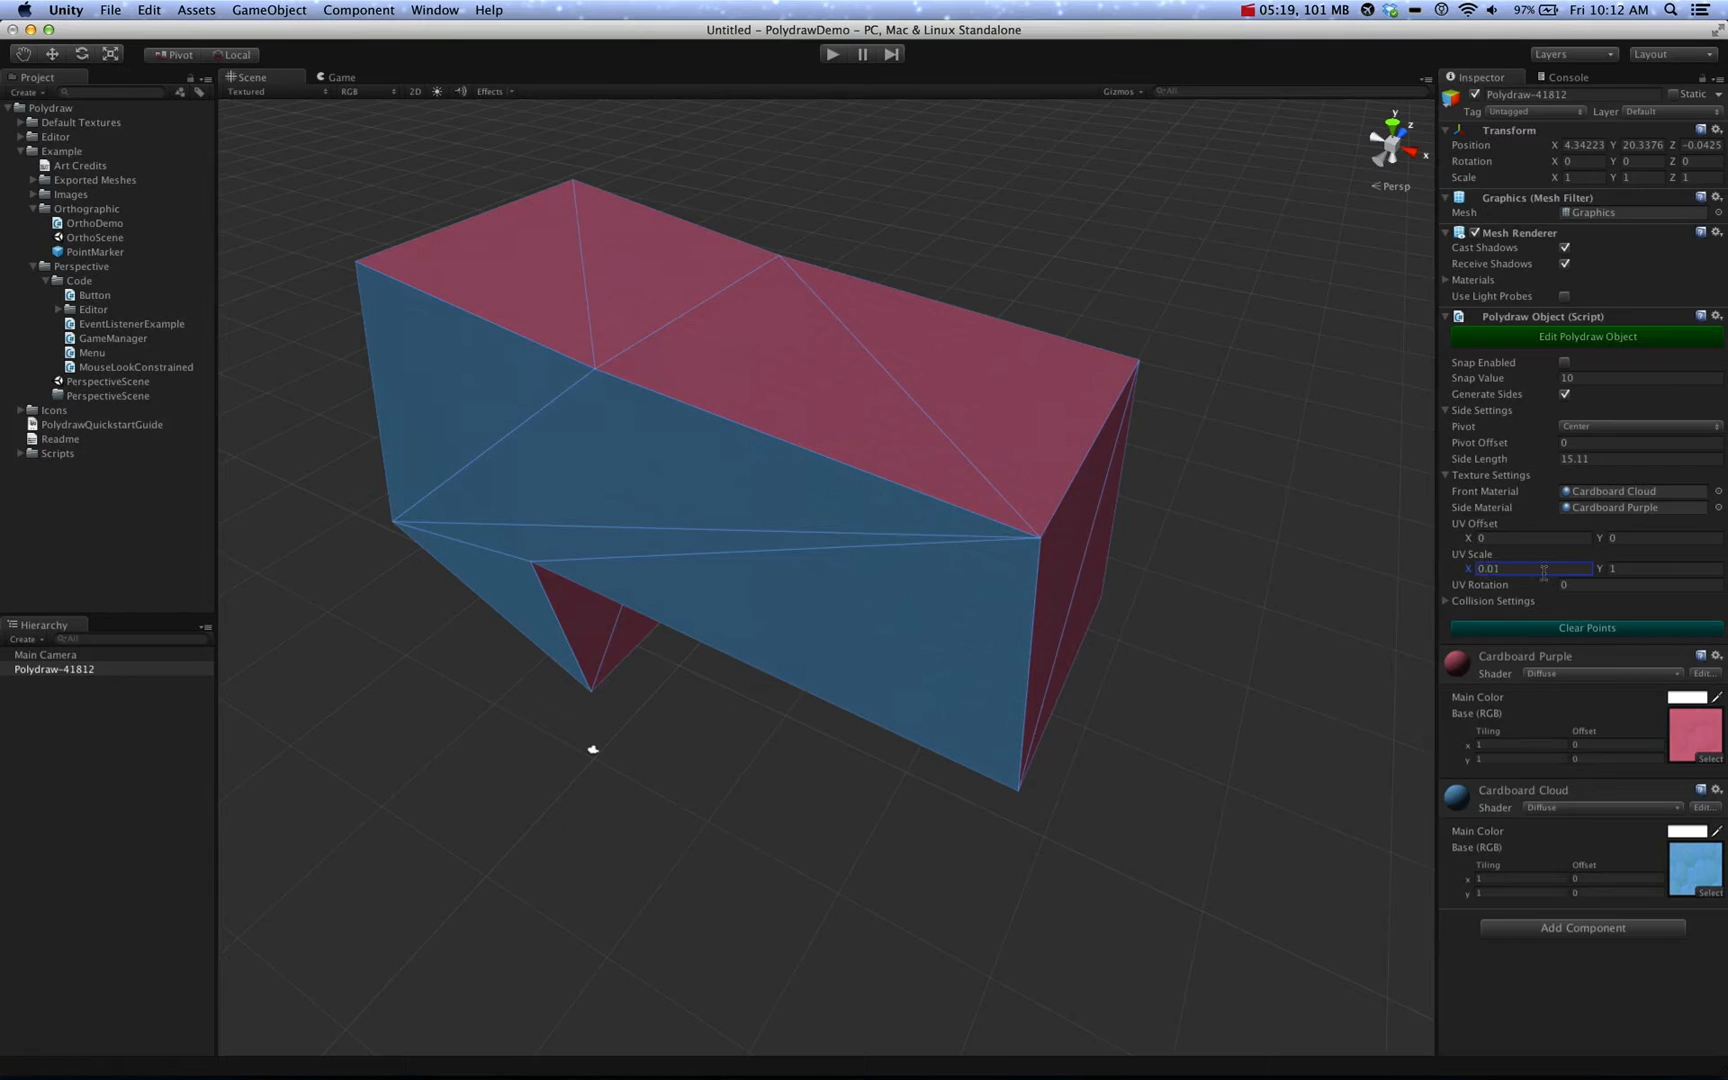 Unity File Edit Assets GameObject Component Window Help 05:19, 101 MB 97% Fri 10:12 AM
Untitled - PolydrawDemo - PC, Mac & Linux Standalone
Pivot Local Layers Layout
Project
Create
Polydraw
Default Textures
Editor
Example
Art Credits
Exported Meshes
Images
Orthographic
OrthoDemo
OrthoScene
PointMarker
Perspective
Code
Button
Editor
EventListenerExample
GameManager
Menu
MouseLookConstrained
PerspectiveScene
PerspectiveScene
Icons
PolydrawQuickstartGuide
Readme
Scripts
Hierarchy
Create All
Main Camera
Polydraw-41812
Scene Game
Textured RGB 2D Effects Gizmos All
y
z
x
Persp
Inspector Console
Polydraw-41812 Static
Tag Untagged Layer Default
Transform
Position X 4.34223 Y 20.3376 Z -0.0425
Rotation X 0 Y 0 Z 0
Scale X 1 Y 1 Z 1
Graphics (Mesh Filter)
Mesh Graphics
Mesh Renderer
Cast Shadows
Receive Shadows
Materials
Use Light Probes
Polydraw Object (Script)
Edit Polydraw Object
Snap Enabled
Snap Value 10
Generate Sides
Side Settings
Pivot Center
Pivot Offset 0
Side Length 15.11
Texture Settings
Front Material Cardboard Cloud
Side Material Cardboard Purple
UV Offset
X 0 Y 0
UV Scale
X 0.01 Y 1
UV Rotation 0
Collision Settings
Clear Points
Cardboard Purple
Shader Diffuse Edit...
Main Color
Base (RGB)
Tiling Offset
x 1 0
y 1 0
Select
Cardboard Cloud
Shader Diffuse Edit...
Main Color
Base (RGB)
Tiling Offset
x 1 0
y 1 0
Select
Add Component